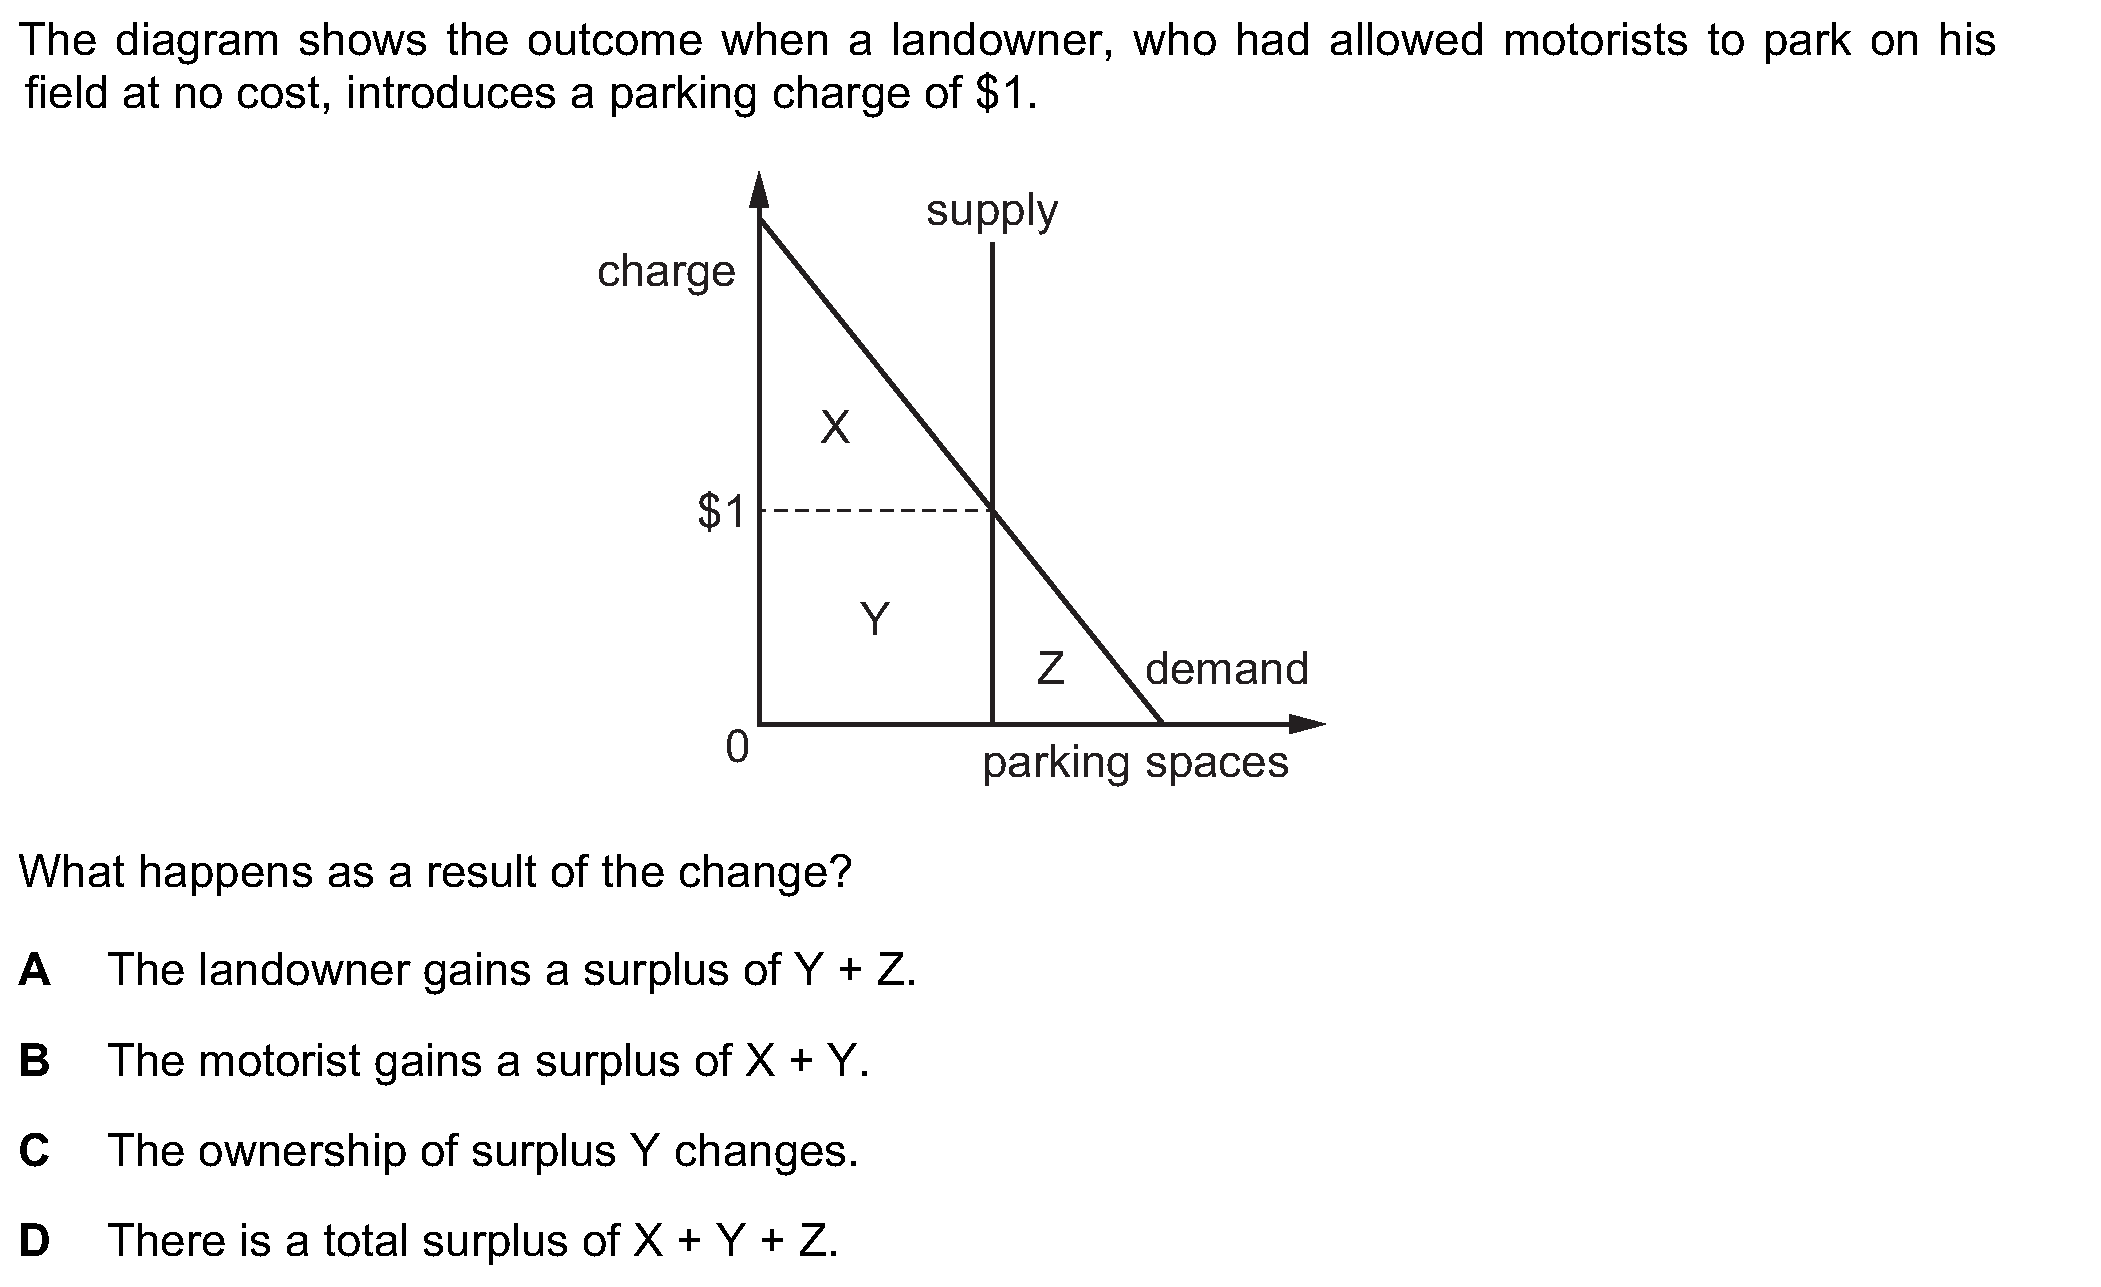 The diagram shows the outcome when a landowner, who had allowed motorists to park on his
field at no cost, introduces a parking charge of $1.
supply
charge
X
$1
Y
Z
demand
0
parking spaces
What happens as a result of the change?
A The landowner gains a surplus of Y + Z.
B The motorist gains a surplus of X + Y.
C The ownership of surplus Y changes.
D There is a total surplus of X + Y + Z.